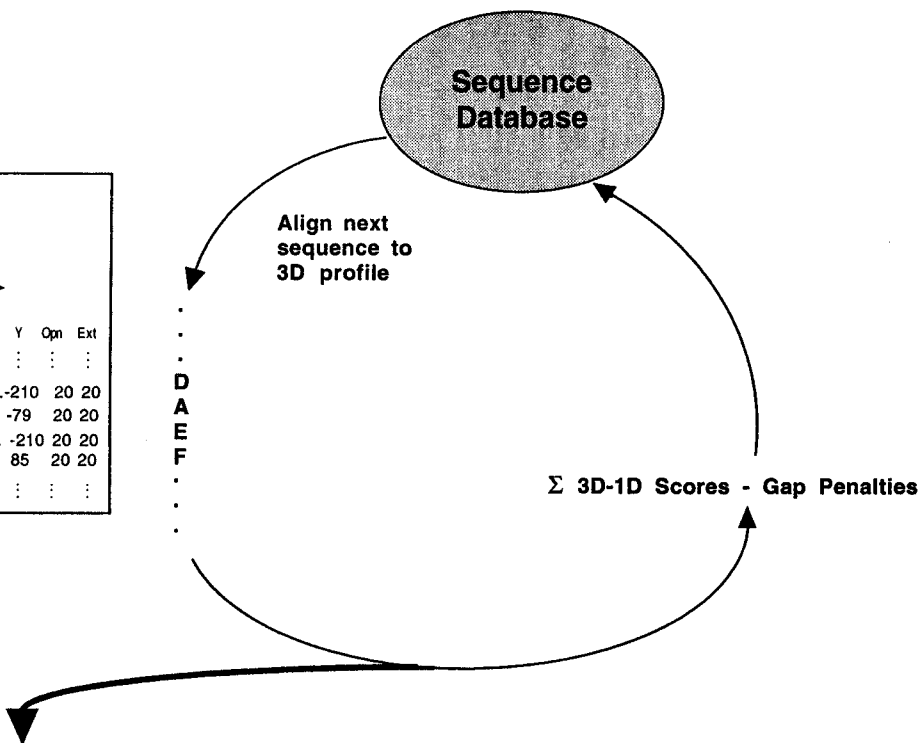 Sequence
Database
Align next
sequence to
3D profile
Y Opn Ext
⋮ ⋮ ⋮
.-210 20 20
-79 20 20
. -210 20 20
85 20 20
⋮ ⋮ ⋮
.
.
.
D
A
E
F
.
.
.
Σ 3D-1D Scores - Gap Penalties